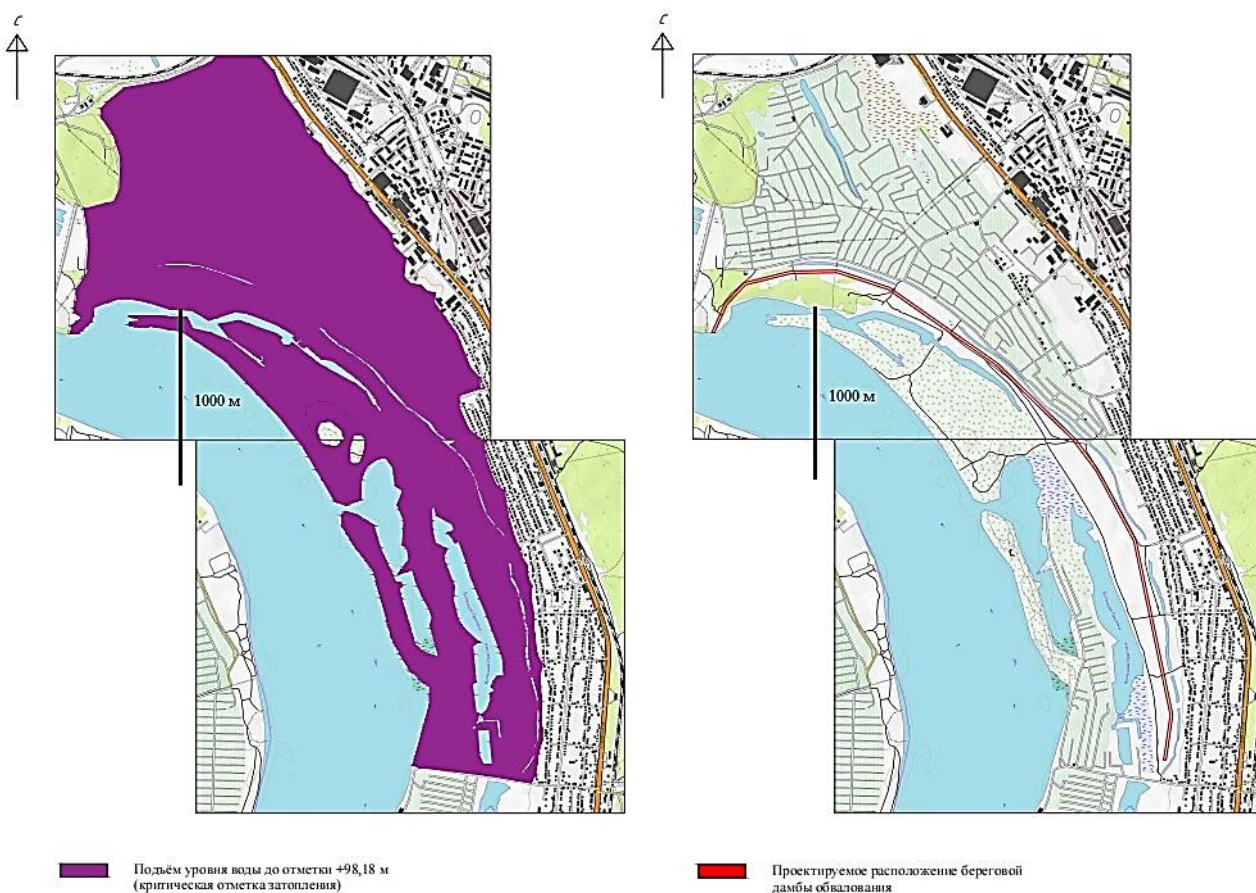 С
С
1000 м
1000 м
Подъём уровня воды до отметки +98,18 м
(критическая отметка затопления)
Проектируемое расположение береговой
дамбы обвалования